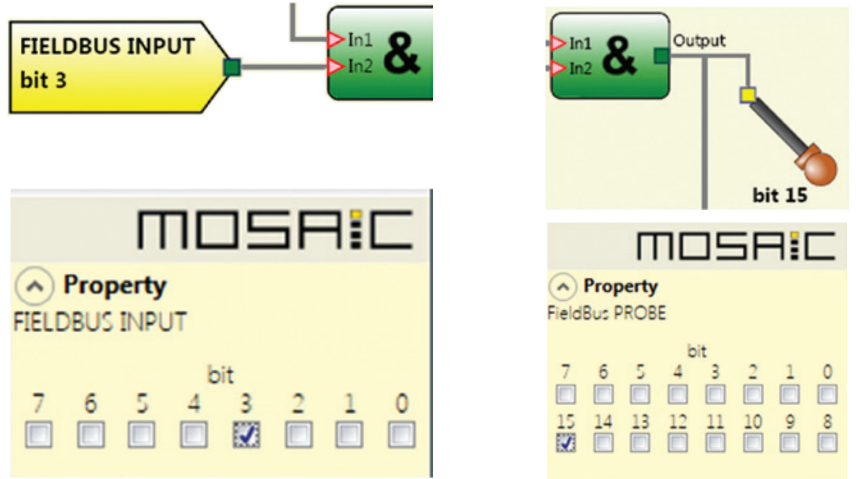 FIELDBUS INPUT
bit 3
In1
In2
&
MOSAIC
Property
FIELDBUS INPUT
bit
7 6 5 4 3 2 1 0
In1
In2
&
Output
bit 15
MOSAIC
Property
FieldBus PROBE
bit
7 6 5 4 3 2 1 0
15 14 13 12 11 10 9 8